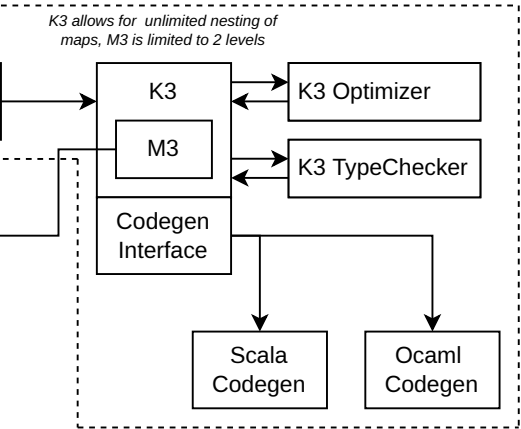 K3 allows for unlimited nesting of
maps, M3 is limited to 2 levels
K3
K3 Optimizer
M3
K3 TypeChecker
Codegen
Interface
Scala
Codegen
Ocaml
Codegen